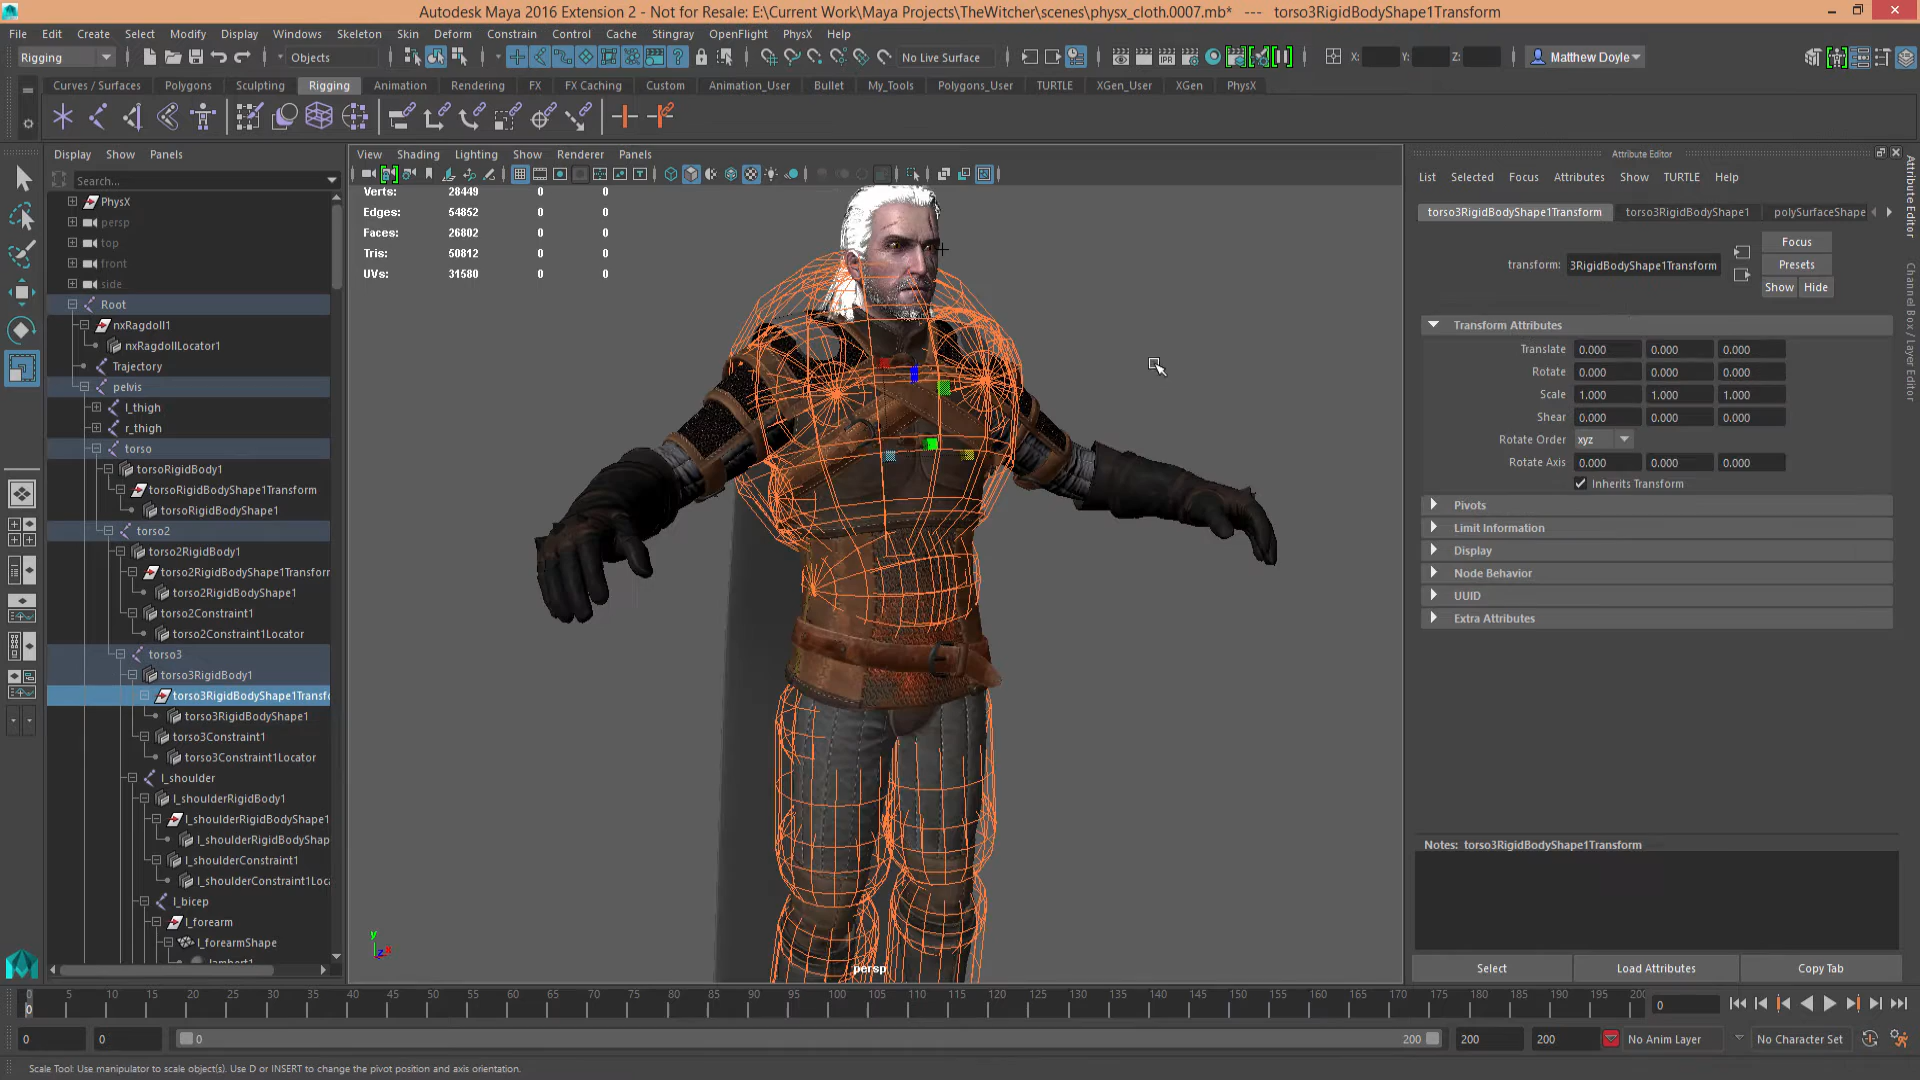 Autodesk Maya 2016 Extension 2 - Not for Resale: E:\Current Work\Maya Projects\TheWitcher\scenes\physx_cloth.0007.mb* --- torso3RigidBodyShape1Transform
File Edit Create Select Modify Display Windows Skeleton Skin Deform Constrain Control Cache Stingray OpenFlight PhysX Help
Rigging Objects No Live Surface X: Y: Z: Matthew Doyle
Curves / Surfaces Polygons Sculpting Rigging Animation Rendering FX FX Caching Custom Animation_User Bullet My_Tools Polygons_User TURTLE XGen_User XGen PhysX
Display Show Panels
Search...
PhysX
persp
top
front
side
Root
nxRagdoll1
nxRagdollLocator1
Trajectory
pelvis
l_thigh
r_thigh
torso
torsoRigidBody1
torsoRigidBodyShape1Transform
torsoRigidBodyShape1
torso2
torso2RigidBody1
torso2RigidBodyShape1Transforn
torso2RigidBodyShape1
torso2Constraint1
torso2Constraint1Locator
torso3
torso3RigidBody1
torso3RigidBodyShape1Transfo
torso3RigidBodyShape1
torso3Constraint1
torso3Constraint1Locator
l_shoulder
l_shoulderRigidBody1
l_shoulderRigidBodyShape1
l_shoulderRigidBodyShap
l_shoulderConstraint1
l_shoulderConstraint1Loca
l_bicep
l_forearm
l_forearmShape
View Shading Lighting Show Renderer Panels
Verts: 28449 0 0
Edges: 54852 0 0
Faces: 26802 0 0
Tris: 50812 0 0
UVs: 31580 0 0
y
z x
persp
Attribute Editor
List Selected Focus Attributes Show TURTLE Help
torso3RigidBodyShape1Transform torso3RigidBodyShape1 polySurfaceShape
transform: 3RigidBodyShape1Transform
Focus
Presets
Show Hide
Transform Attributes
Translate 0.000 0.000 0.000
Rotate 0.000 0.000 0.000
Scale 1.000 1.000 1.000
Shear 0.000 0.000 0.000
Rotate Order xyz
Rotate Axis 0.000 0.000 0.000
Inherits Transform
Pivots
Limit Information
Display
Node Behavior
UUID
Extra Attributes
Notes: torso3RigidBodyShape1Transform
Select Load Attributes Copy Tab
Attribute Editor
Channel Box / Layer Editor
0 5 10 15 20 25 30 35 40 45 50 55 60 65 70 75 80 85 90 95 100 105 110 115 120 125 130 135 140 145 150 155 160 165 170 175 180 185 190 195 200
0 0
0 0 0 200 200 200 No Anim Layer No Character Set
Scale Tool: Use manipulator to scale object(s). Use D or INSERT to change the pivot position and axis orientation.